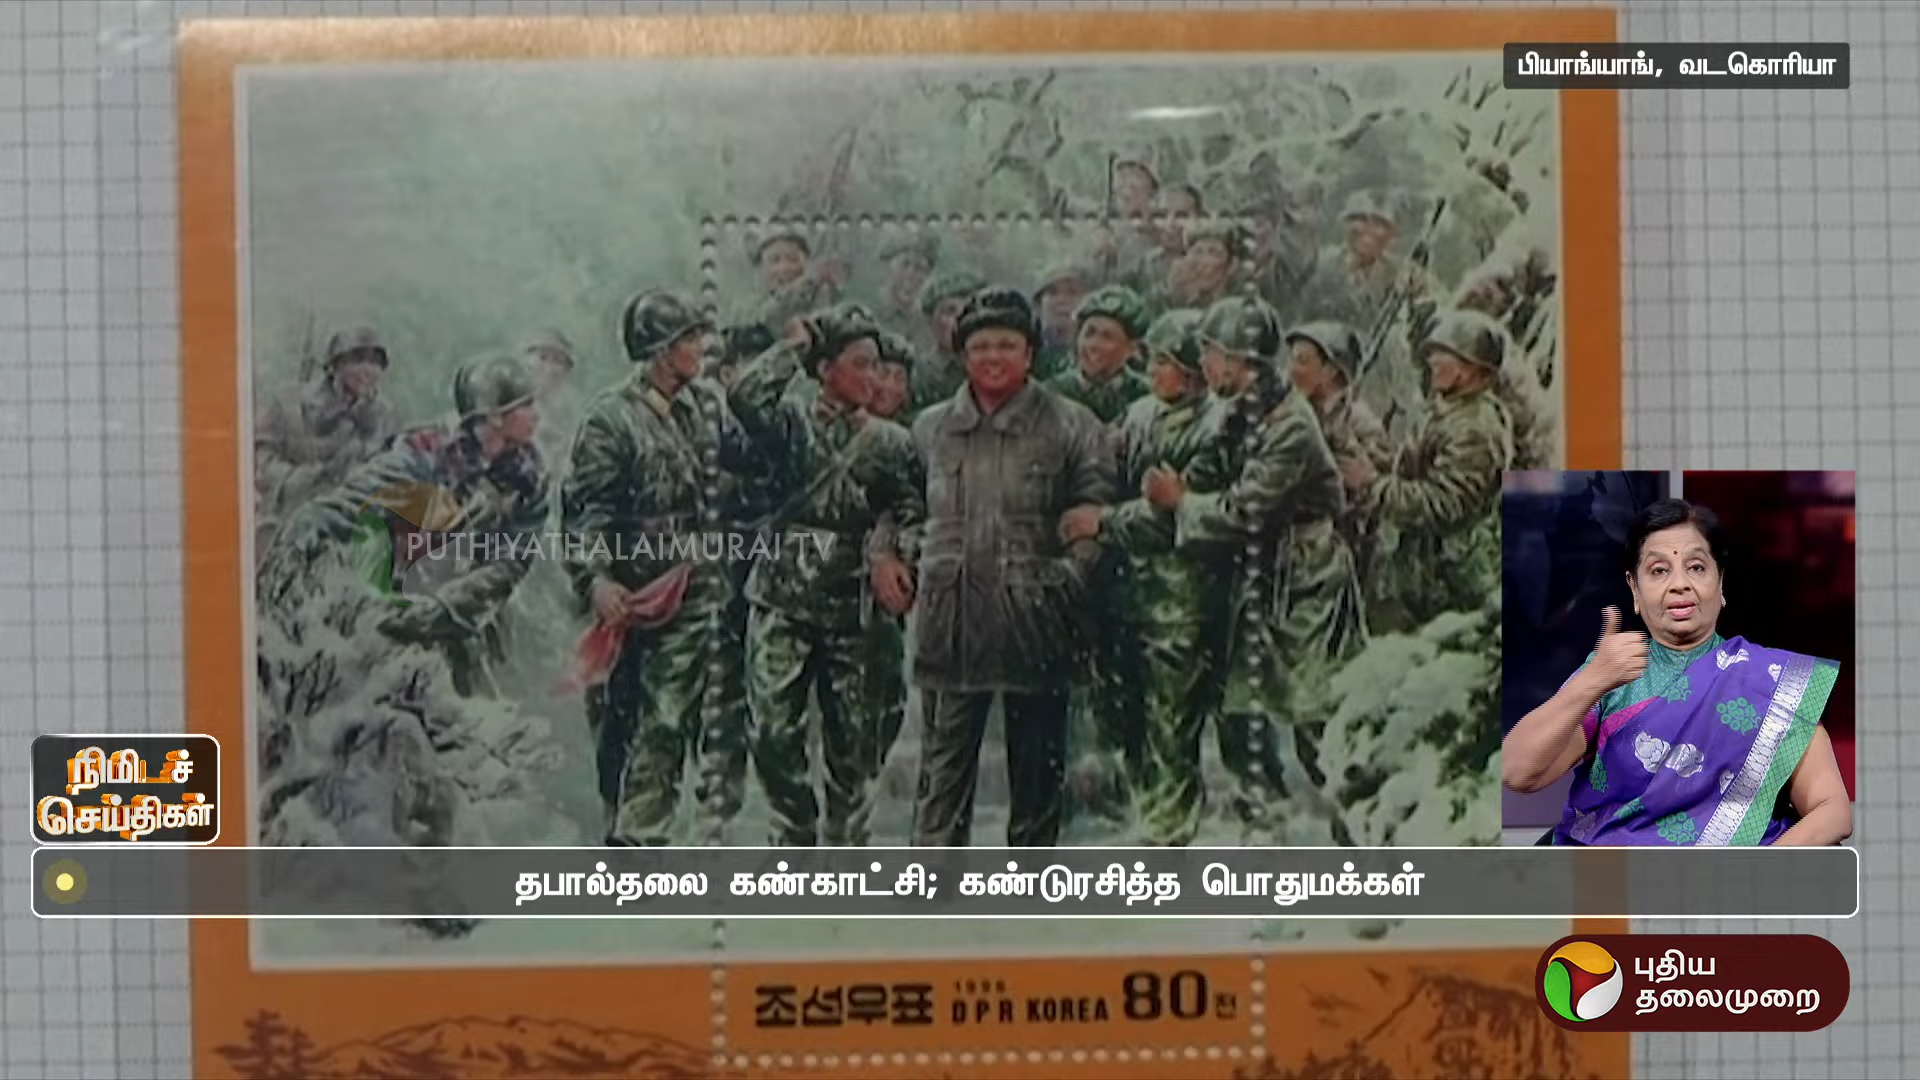 பியாங்யாங், வடகொரியா
PUTHIYATHALAIMURAI TV
நிமிடச்
செய்திகள்
தபால்தலை கண்காட்சி; கண்டுரசித்த பொதுமக்கள்
조선우표 1996 DPR KOREA 80전
புதிய
தலைமுறை